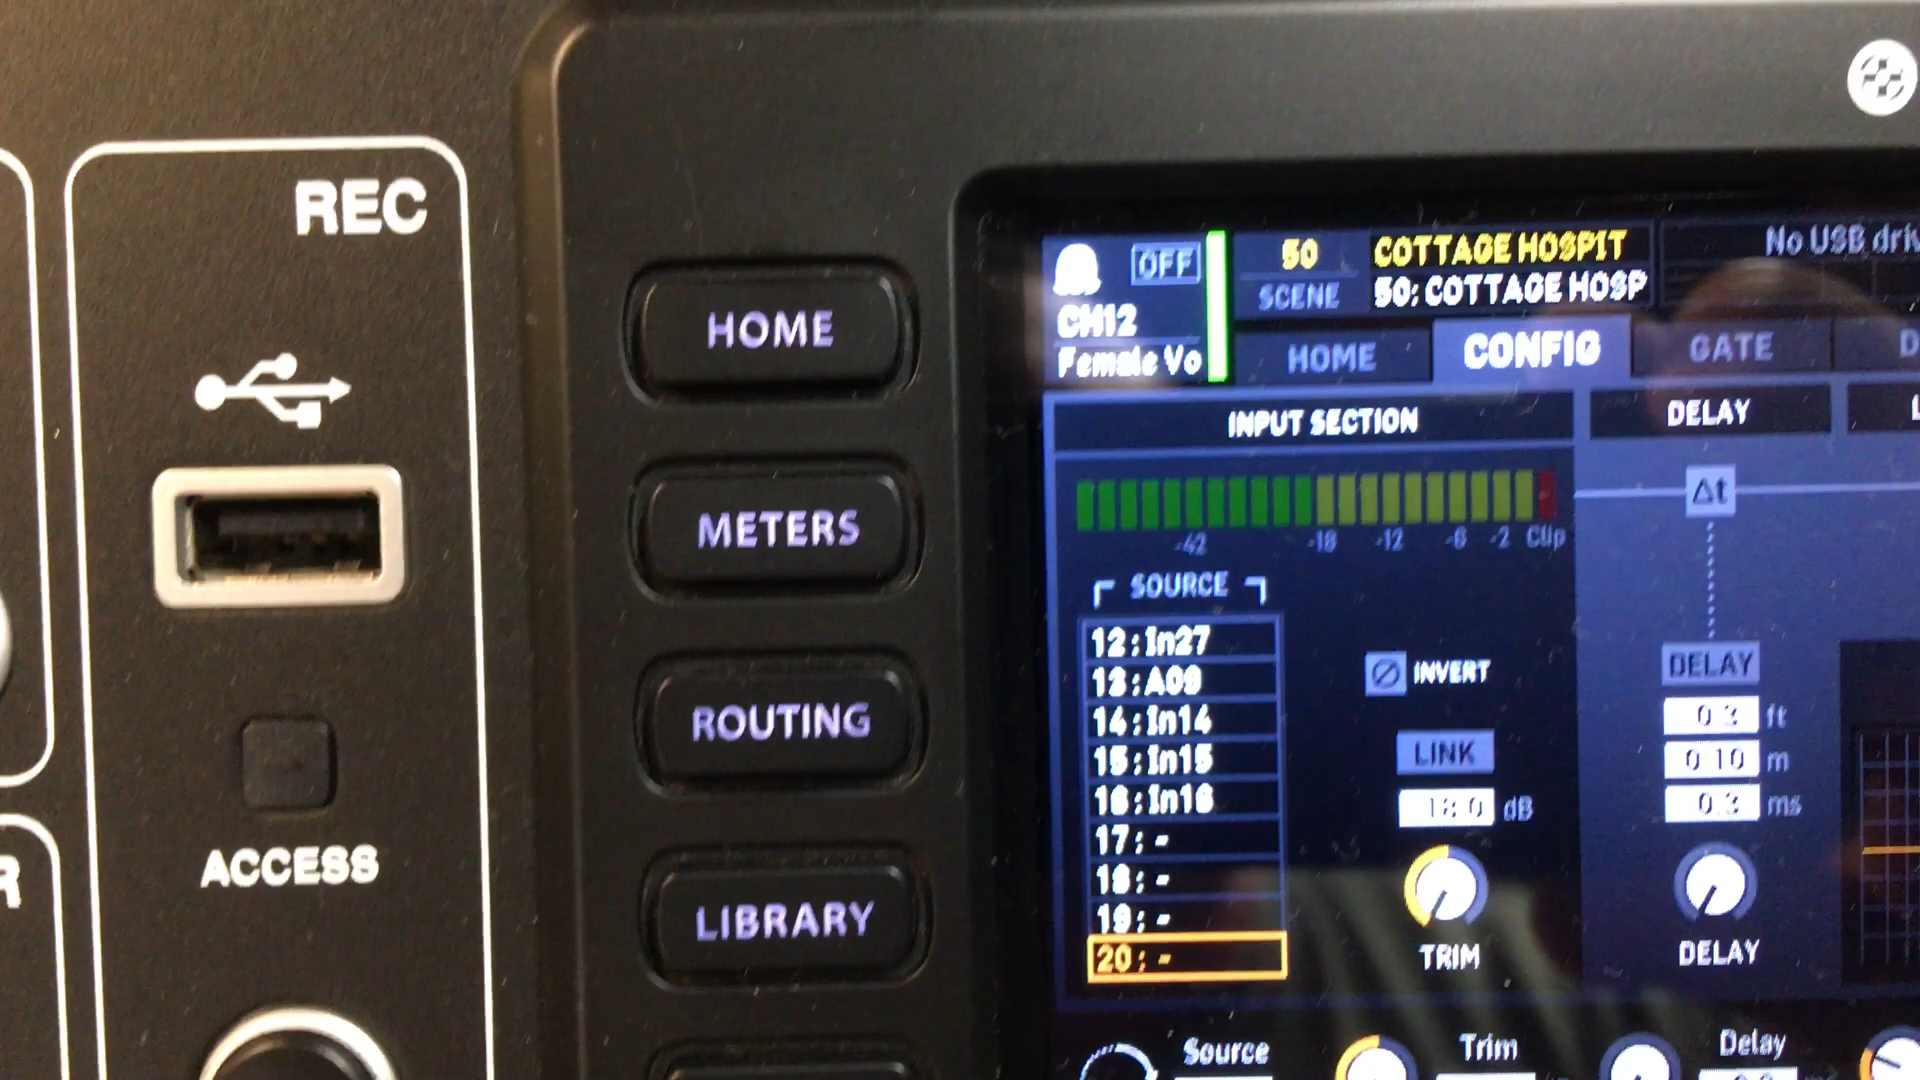 REC
ACCESS
R
HOME
METERS
ROUTING
LIBRARY
OFF
CH12
Female Vo
50
SCENE
COTTAGE HOSPIT
50: COTTAGE HOSP
No USB driv
HOME
CONFIG
GATE
D
INPUT SECTION
DELAY
L
Δt
-42 -18 -12 -6 -2 Clip
SOURCE
12:In27
13:A09
14:In14
15:In15
16:In16
17: -
18: -
19: -
20: -
INVERT
LINK
18.0 dB
TRIM
DELAY
0.3 ft
0.10 m
0.3 ms
DELAY
Source
Trim
Delay